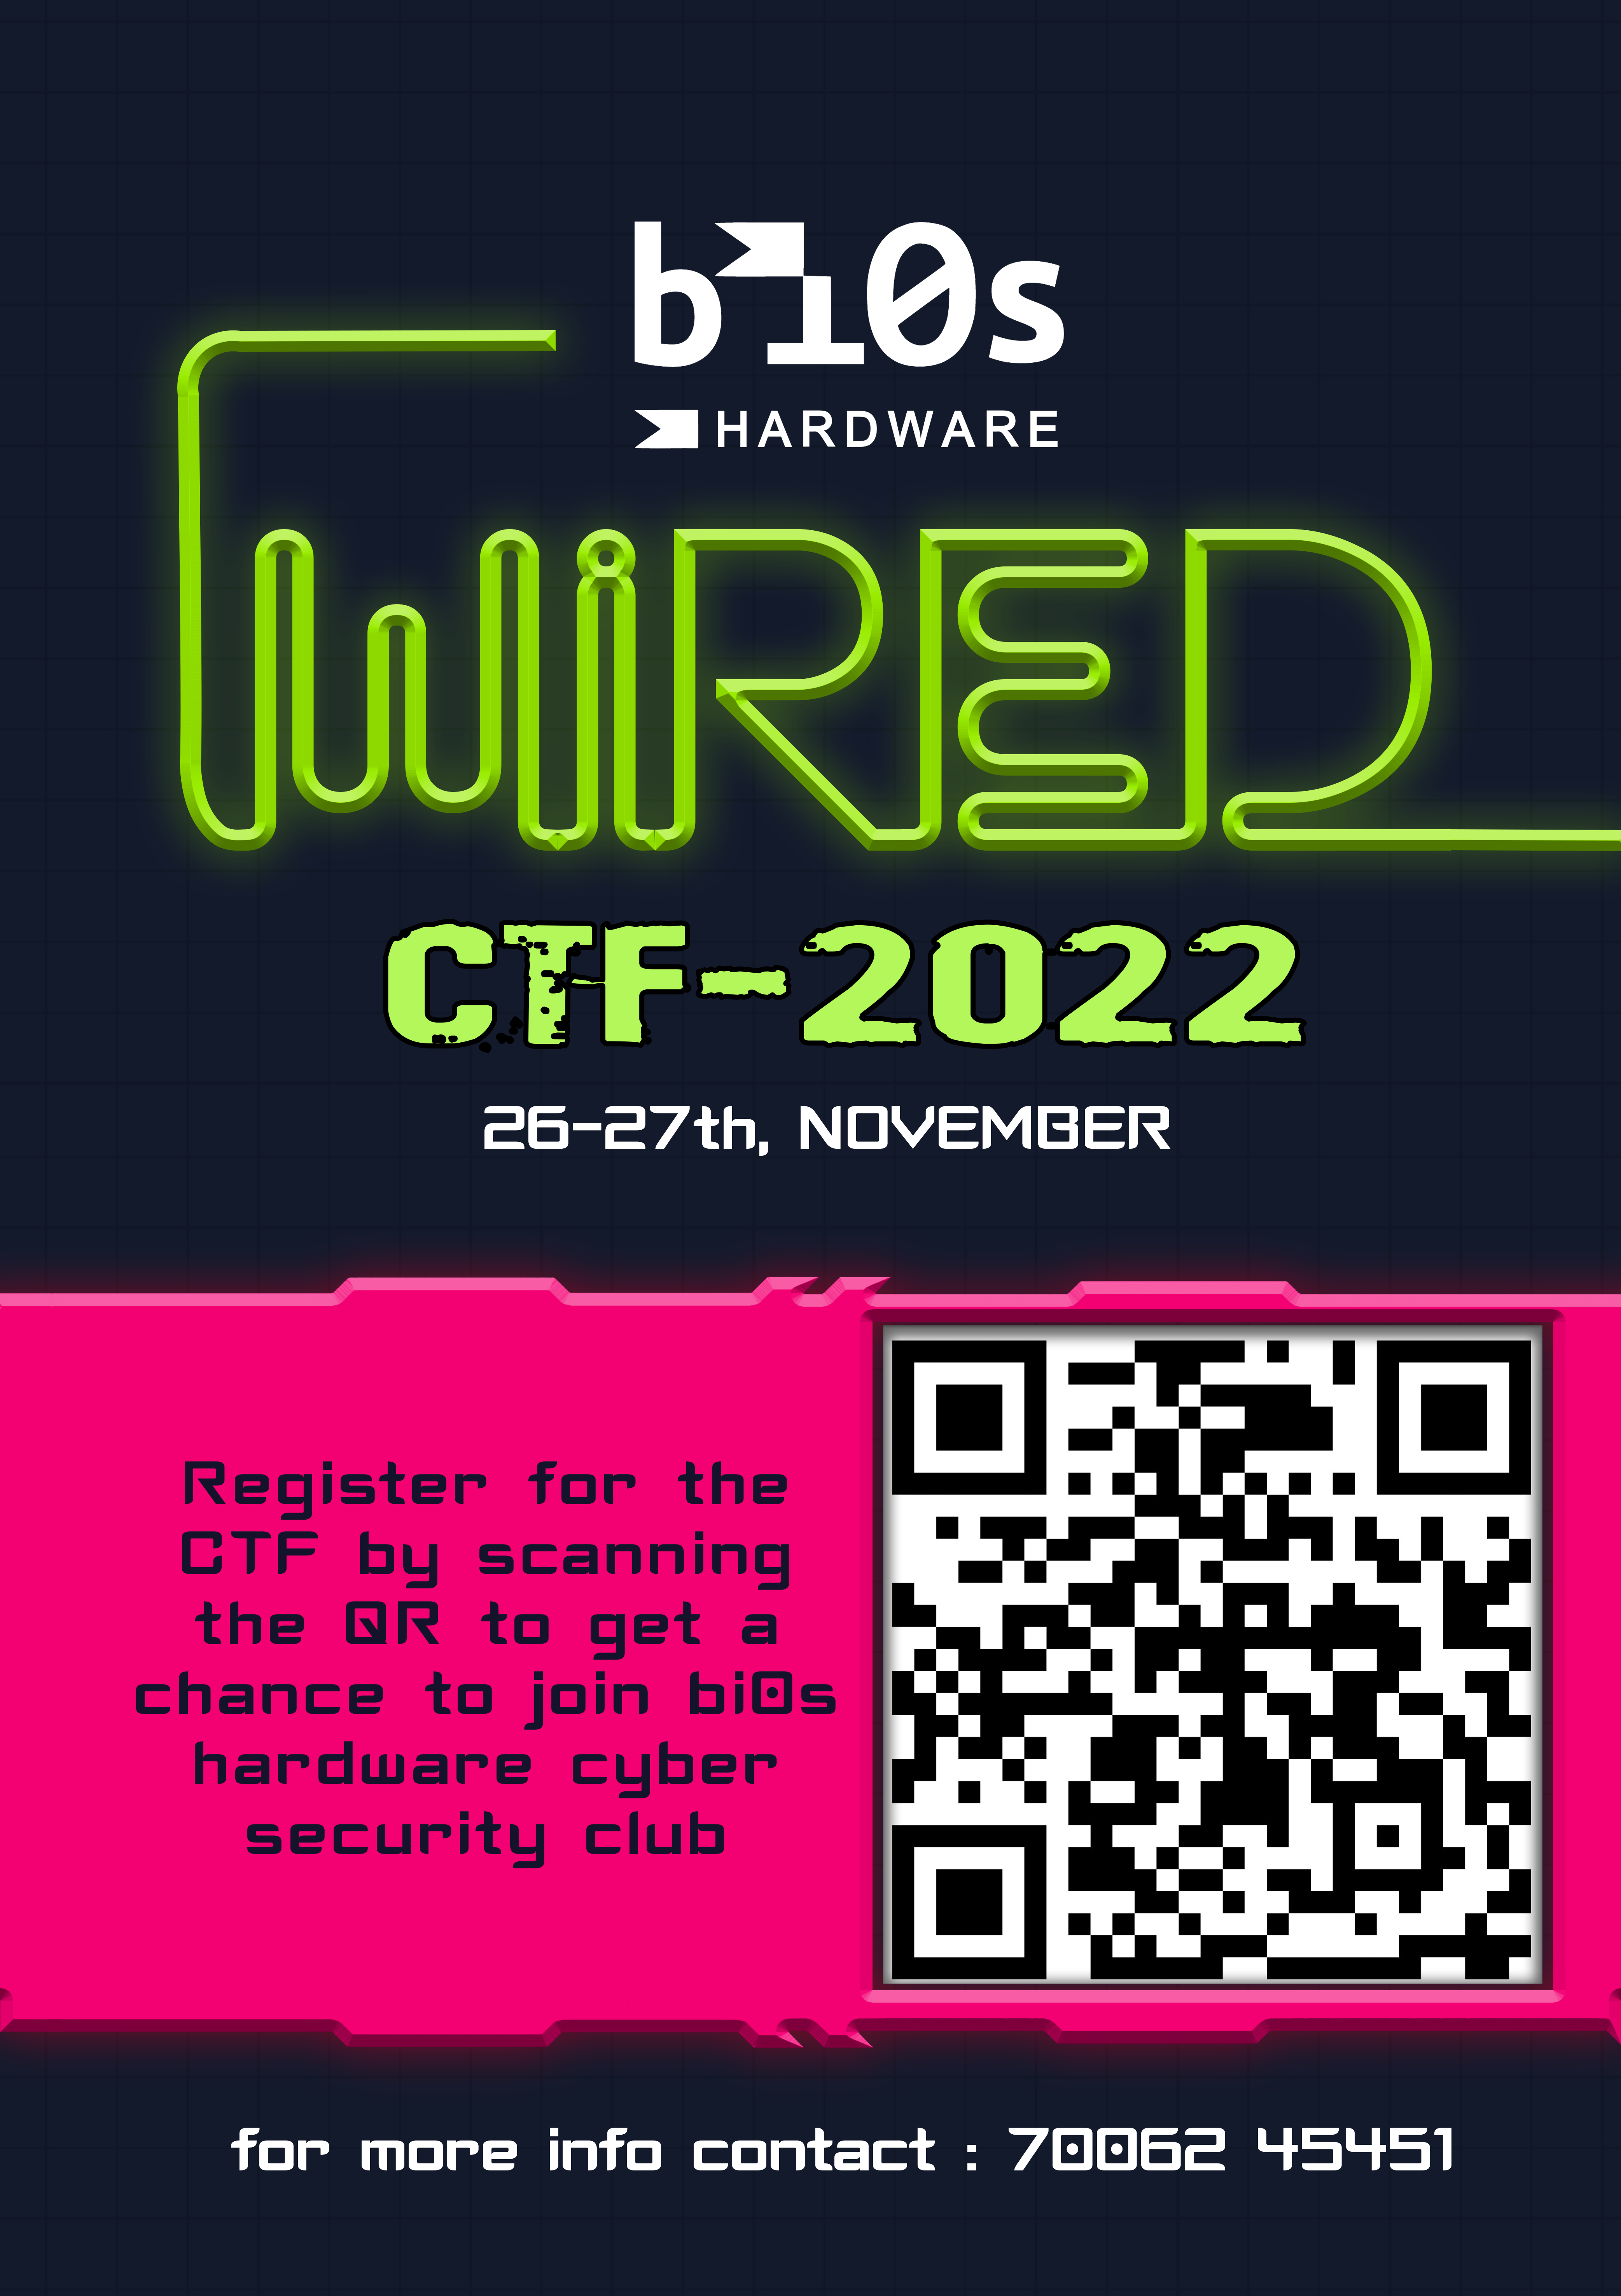 bi0s
HARDWARE
WiRED
CTF-2022
26-27th, NOVEMBER
Register for the
CTF by scanning
the QR to get a
chance to join bi0s
hardware cyber
security club
for more info contact : 70062 45451